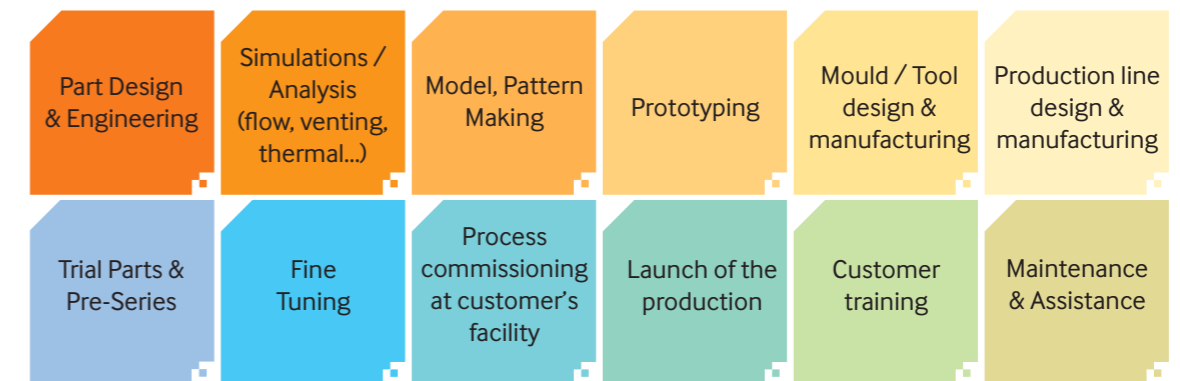 Part Design
& Engineering
Simulations /
Analysis
(flow, venting,
thermal...)
Model, Pattern
Making
Prototyping
Mould / Tool
design &
manufacturing
Production line
design &
manufacturing
Trial Parts &
Pre-Series
Fine
Tuning
Process
commissioning
at customer’s
facility
Launch of the
production
Customer
training
Maintenance
& Assistance